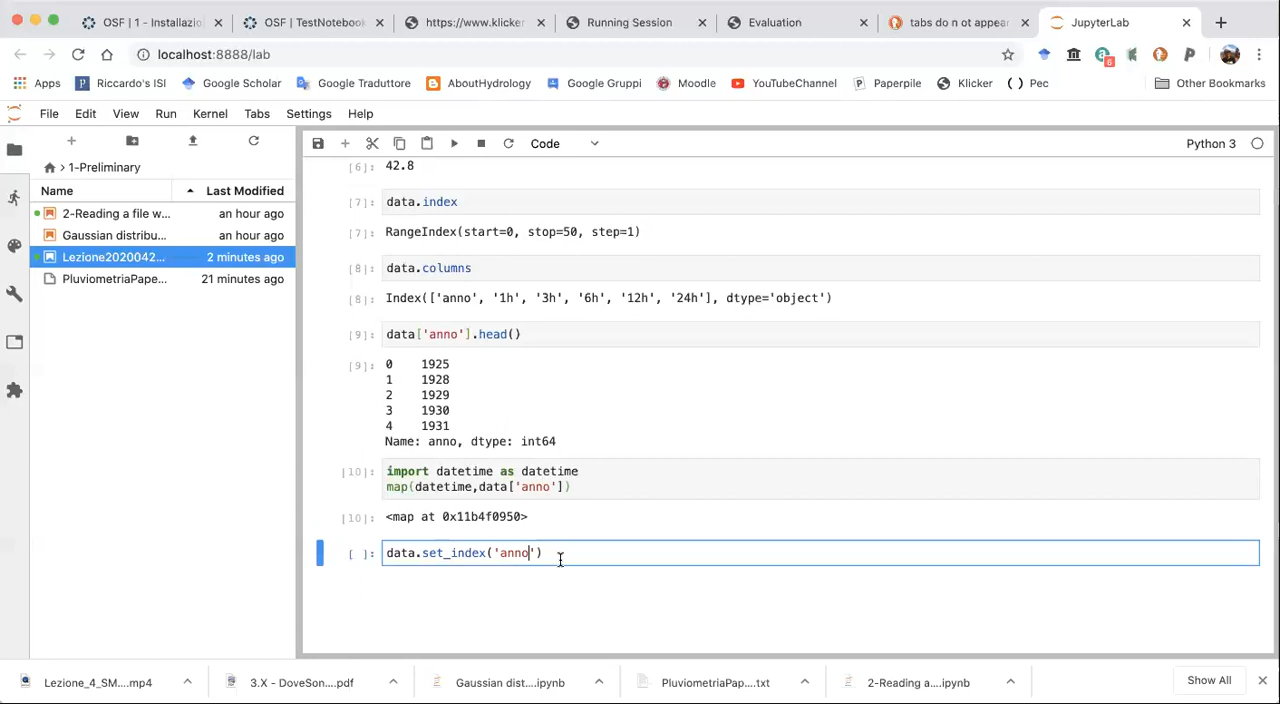 OSF | 1 - Installazio
OSF | TestNotebook
https://www.klicker
Running Session
Evaluation
tabs do n ot appear
JupyterLab
localhost:8888/lab
6
Apps
Riccardo's ISI
Google Scholar
Google Traduttore
AboutHydrology
Google Gruppi
Moodle
YouTubeChannel
Paperpile
Klicker
Pec
Other Bookmarks
File Edit View Run Kernel Tabs Settings Help
Code
Python 3
1-Preliminary
Name Last Modified
2-Reading a file w... an hour ago
Gaussian distribu... an hour ago
Lezione2020042... 2 minutes ago
PluviometriaPape... 21 minutes ago
[6]: 42.8
[7]: data.index
[7]: RangeIndex(start=0, stop=50, step=1)
[8]: data.columns
[8]: Index(['anno', '1h', '3h', '6h', '12h', '24h'], dtype='object')
[9]: data['anno'].head()
[9]: 0 1925
1 1928
2 1929
3 1930
4 1931
Name: anno, dtype: int64
[10]: import datetime as datetime
map(datetime,data['anno'])
[10]: <map at 0x11b4f0950>
[ ]: data.set_index('anno')
Lezione_4_SM....mp4
3.X - DoveSon....pdf
Gaussian dist....ipynb
PluviometriaPap....txt
2-Reading a....ipynb
Show All